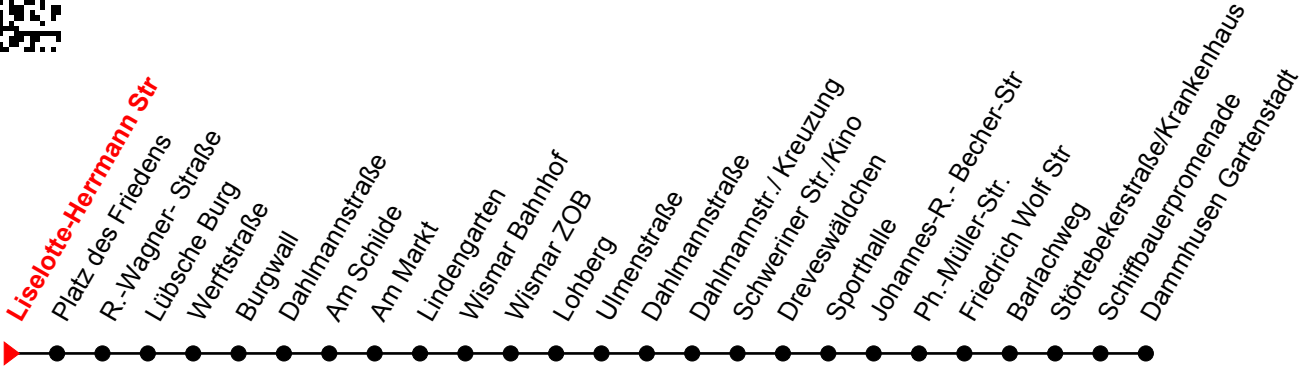 Liselotte-Herrmann Str
Platz des Friedens
R.-Wagner- Straße
Lübsche Burg
Werftstraße
Burgwall
Dahlmannstraße
Am Schilde
Am Markt
Lindengarten
Wismar Bahnhof
Wismar ZOB
Lohberg
Ulmenstraße
Dahlmannstraße
Dahlmannstr./ Kreuzung
Schweriner Str./Kino
Dreveswäldchen
Sporthalle
Johannes-R.- Becher-Str
Ph.-Müller-Str.
Friedrich Wolf Str
Barlachweg
Störtebekerstraße/Krankenhaus
Schiffbauerpromenade
Dammhusen Gartenstadt